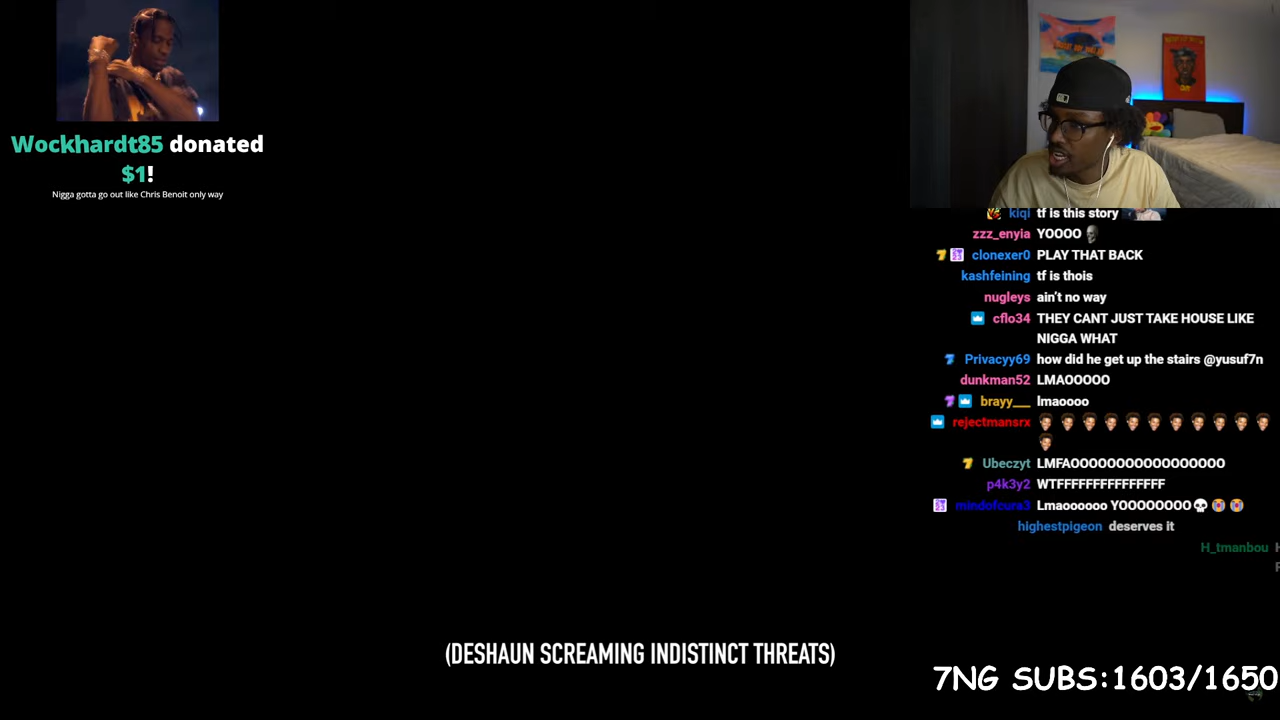 Wockhardt85 donated
$1!
Nigga gotta go out like Chris Benoit only way
kiqi tf is this story
zzz_enyia YOOOO
clonexer0 PLAY THAT BACK
kashfeining tf is thois
nugleys ain’t no way
cflo34 THEY CANT JUST TAKE HOUSE LIKE
NIGGA WHAT
Privacyy69 how did he get up the stairs @yusuf7n
dunkman52 LMAOOOOO
brayy___ lmaoooo
rejectmansrx
Ubeczyt LMFAOOOOOOOOOOOOOOOOO
p4k3y2 WTFFFFFFFFFFFFFFF
mindofcura3 Lmaoooooo YOOOOOOOO
highestpigeon deserves it
H_tmanbou
(DESHAUN SCREAMING INDISTINCT THREATS)
7NG SUBS:1603/1650